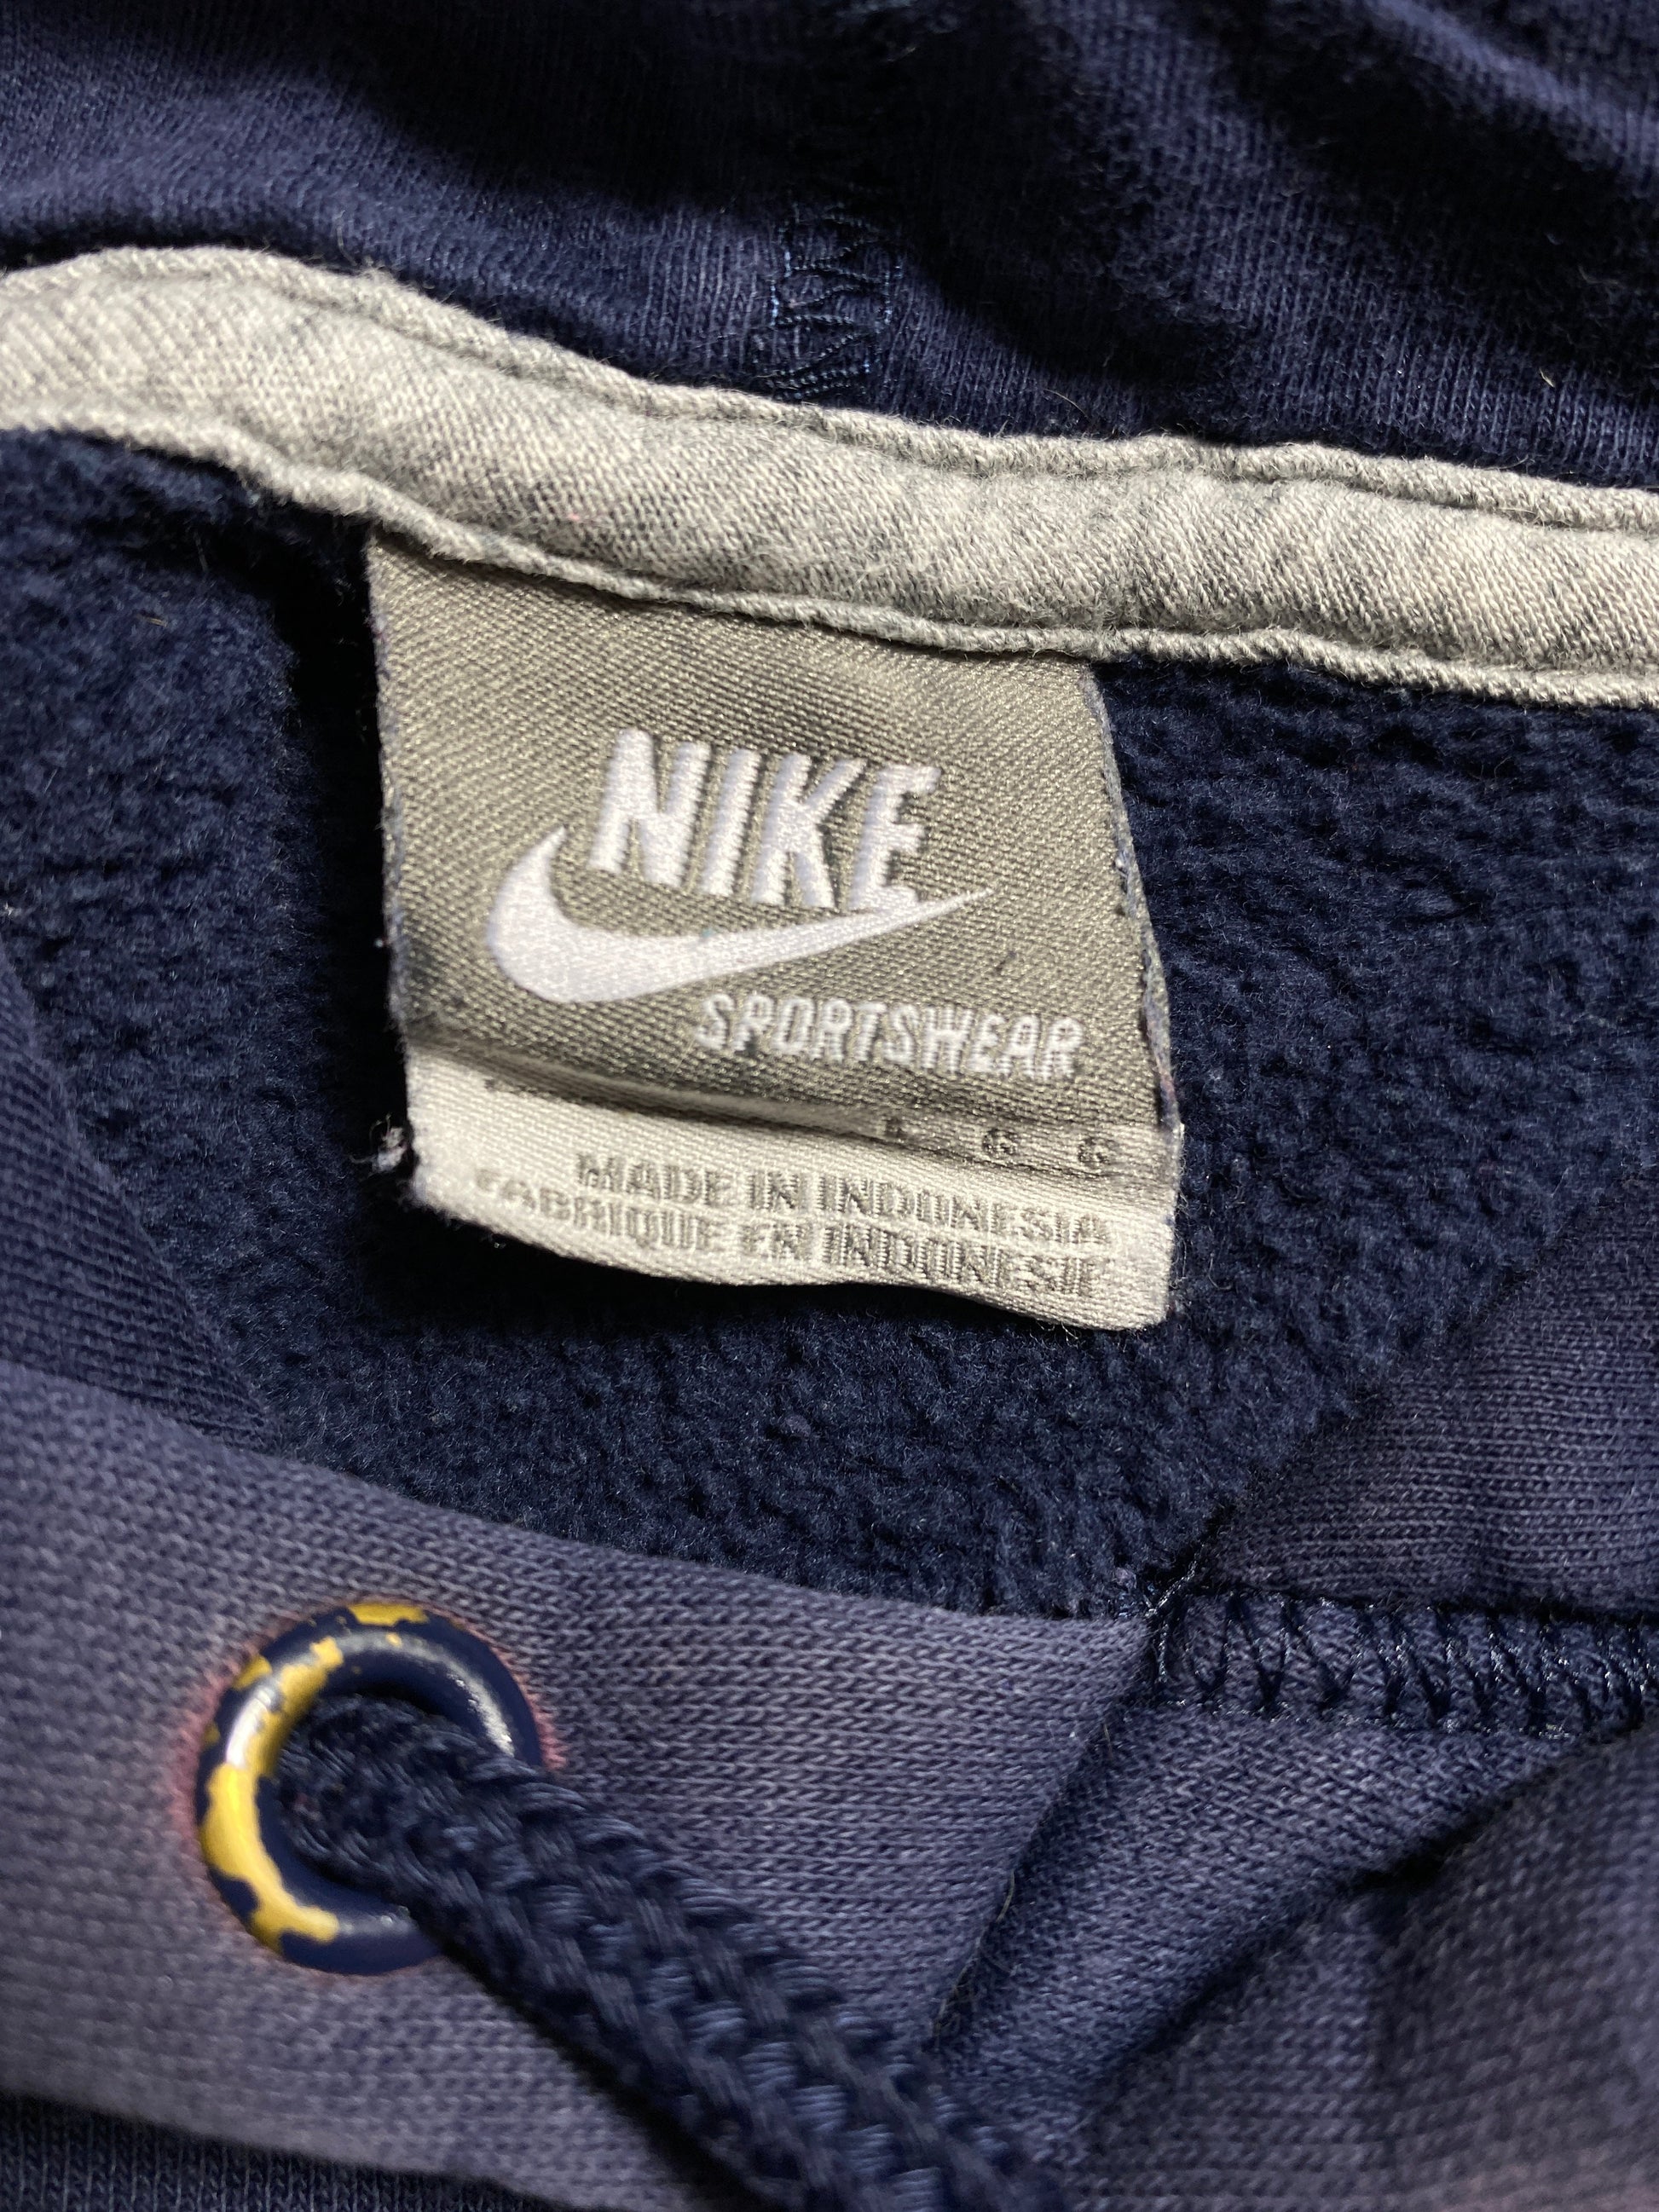 NIKE
SPORTSWEAR
L G G
MADE IN INDONESIA
FABRIQUE EN INDONESIE